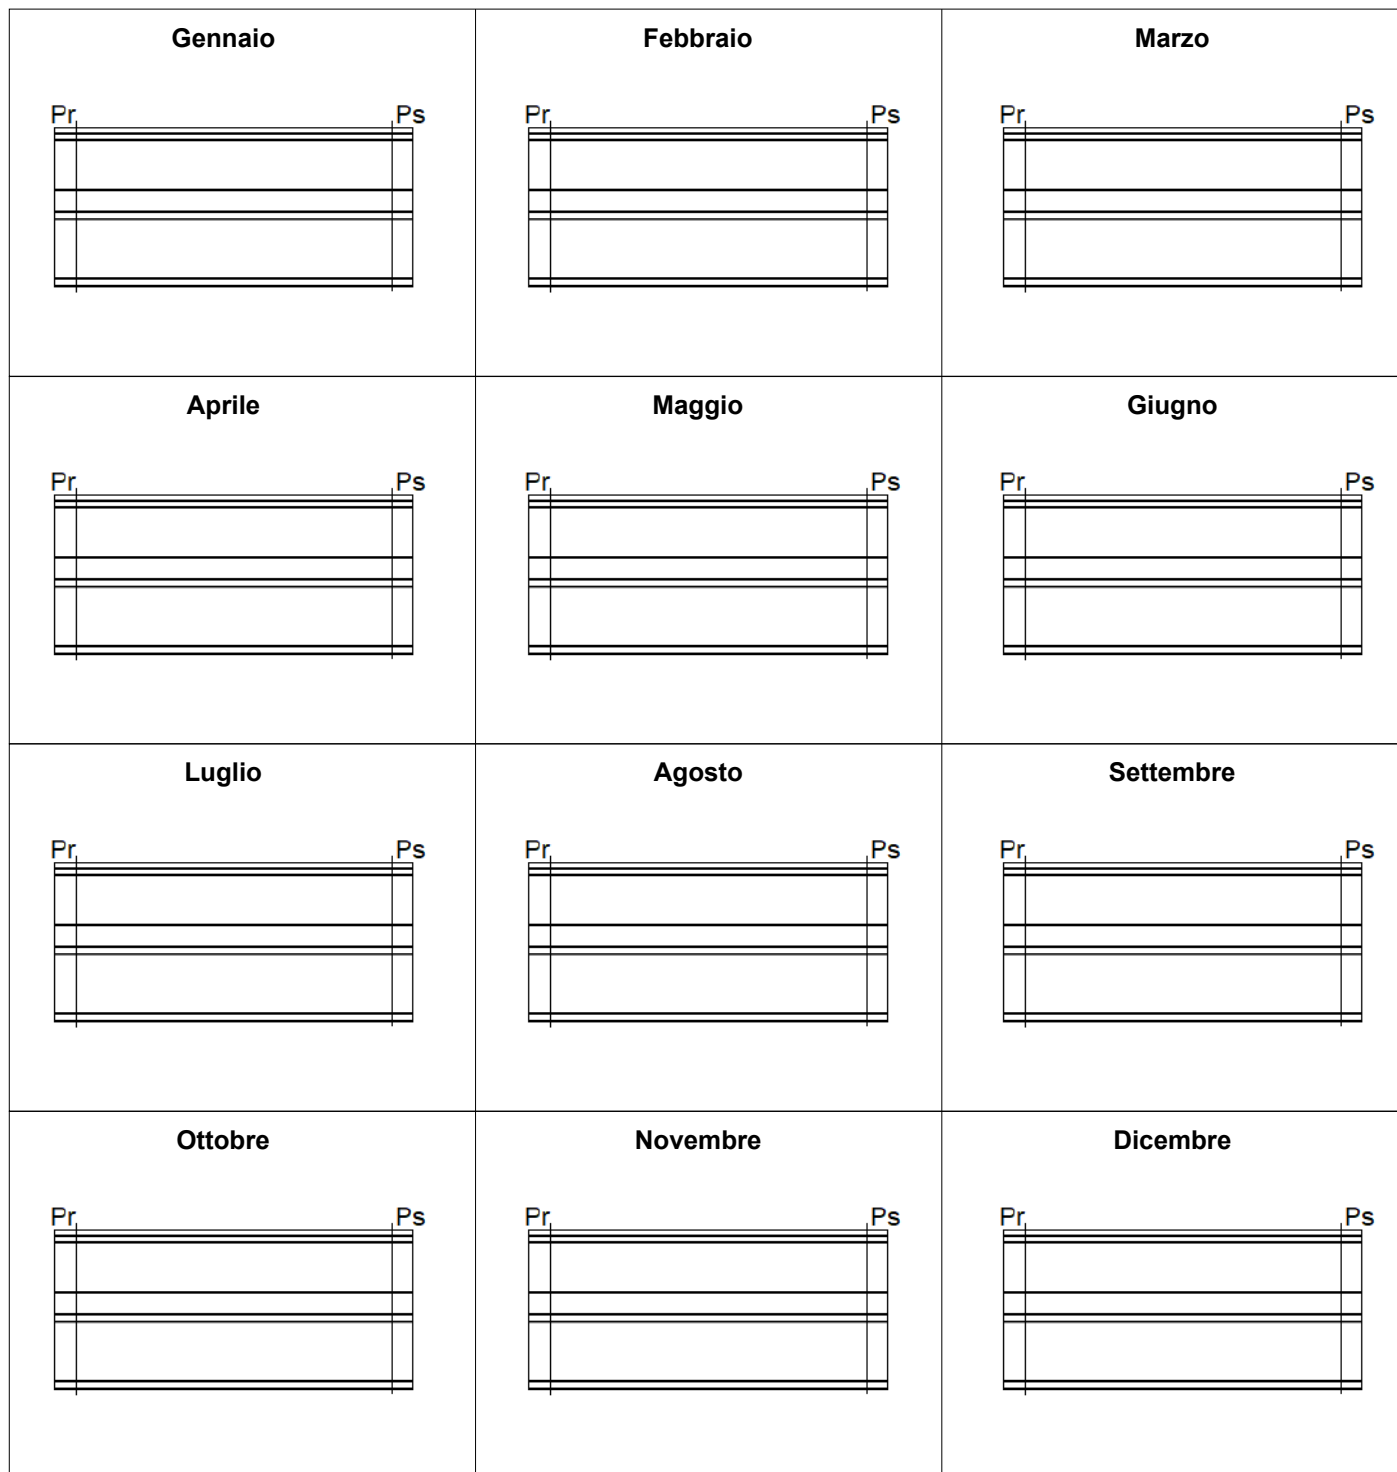 Gennaio Febbraio Marzo
Pr Ps Pr Ps Pr Ps
Aprile Maggio Giugno
Pr Ps Pr Ps Pr Ps
Luglio Agosto Settembre
Pr Ps Pr Ps Pr Ps
Ottobre Novembre Dicembre
Pr Ps Pr Ps Pr Ps